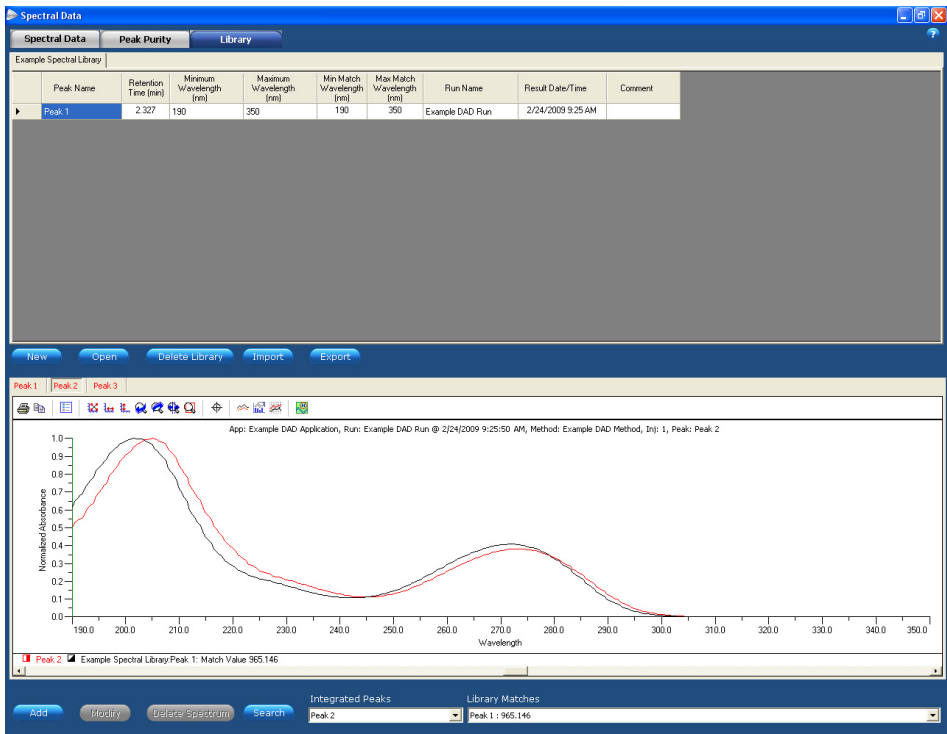 Spectral Data
Spectral Data Peak Purity Library
Example Spectral Library
Peak Name Retention Time (min) Minimum Wavelength (nm) Maximum Wavelength (nm) Min Match Wavelength (nm) Max Match Wavelength (nm) Run Name Result Date/Time Comment
Peak 1 2.327 190 350 190 350 Example DAD Run 2/24/2009 9:25 AM
New Open Delete Library Import Export
Peak 1 Peak 2 Peak 3
App: Example DAD Application, Run: Example DAD Run @ 2/24/2009 9:25:50 AM, Method: Example DAD Method, Inj: 1, Peak: Peak 2
Normalized Absorbance
1.0
0.9
0.8
0.7
0.6
0.5
0.4
0.3
0.2
0.1
0.0
190.0 200.0 210.0 220.0 230.0 240.0 250.0 260.0 270.0 280.0 290.0 300.0 310.0 320.0 330.0 340.0 350.0
Wavelength
Peak 2 Example Spectral Library:Peak 1: Match Value 965.146
Integrated Peaks Library Matches
Add Modify Delete Spectrum Search Peak 2 Peak 1 : 965.146